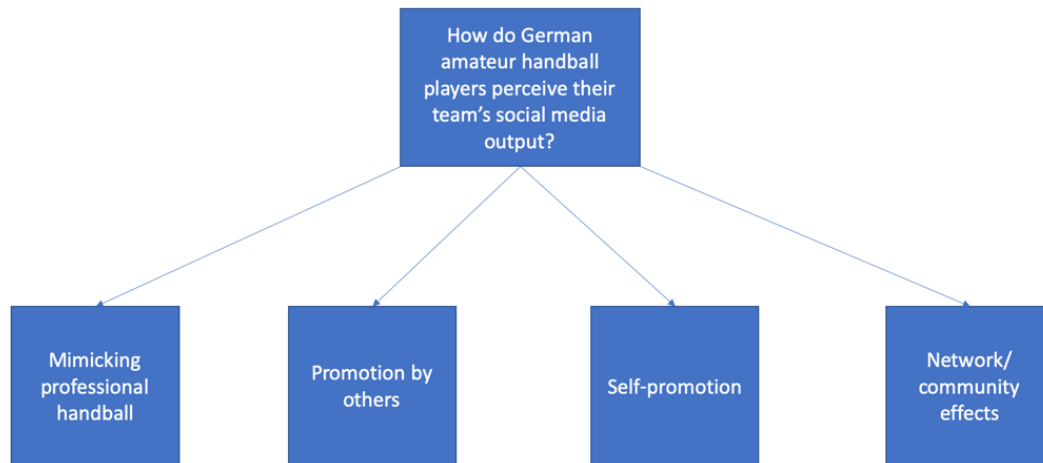 How do German
amateur handball
players perceive their
team's social media
output?
Mimicking
professional
handball
Promotion by
others
Self-promotion
Network/
community
effects